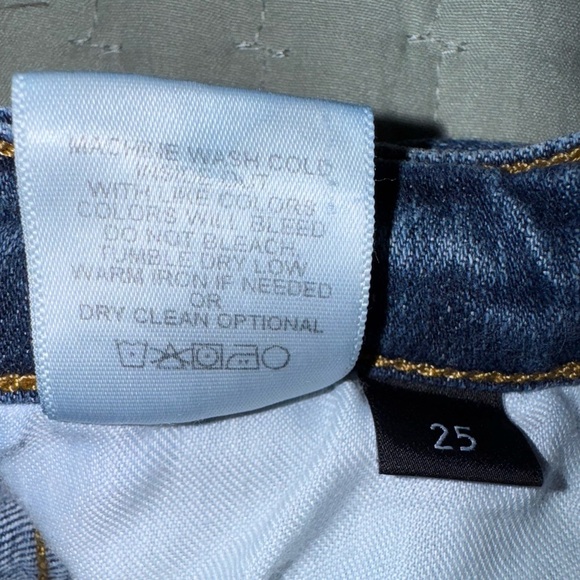 MACHINE WASH COLD
INSIDE OUT
WITH LIKE COLORS
COLORS WILL BLEED
DO NOT BLEACH
TUMBLE DRY LOW
WARM IRON IF NEEDED
OR
DRY CLEAN OPTIONAL
25